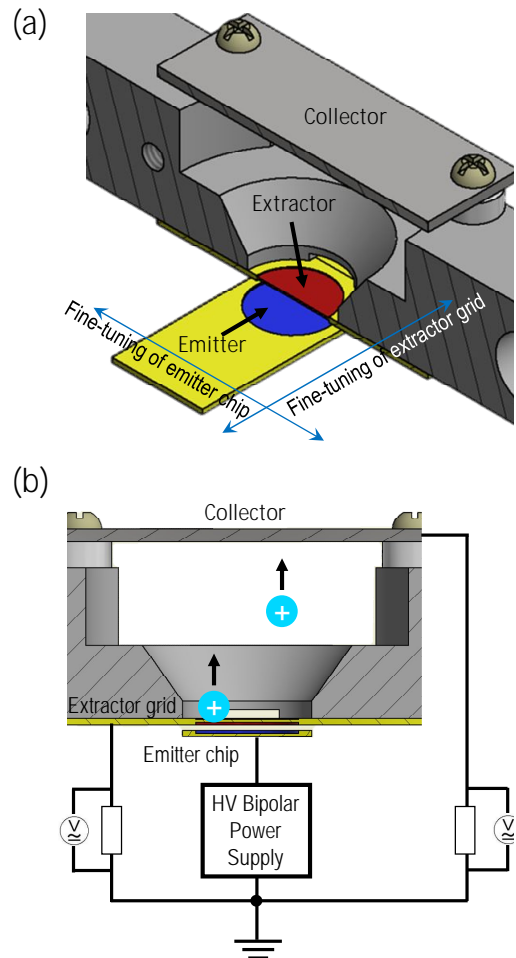 (a)
Collector
Extractor
Emitter
Fine-tuning of emitter chip
Fine-tuning of extractor grid
(b)
Collector
+
+
Extractor grid
Emitter chip
HV Bipolar
Power
Supply
V
V